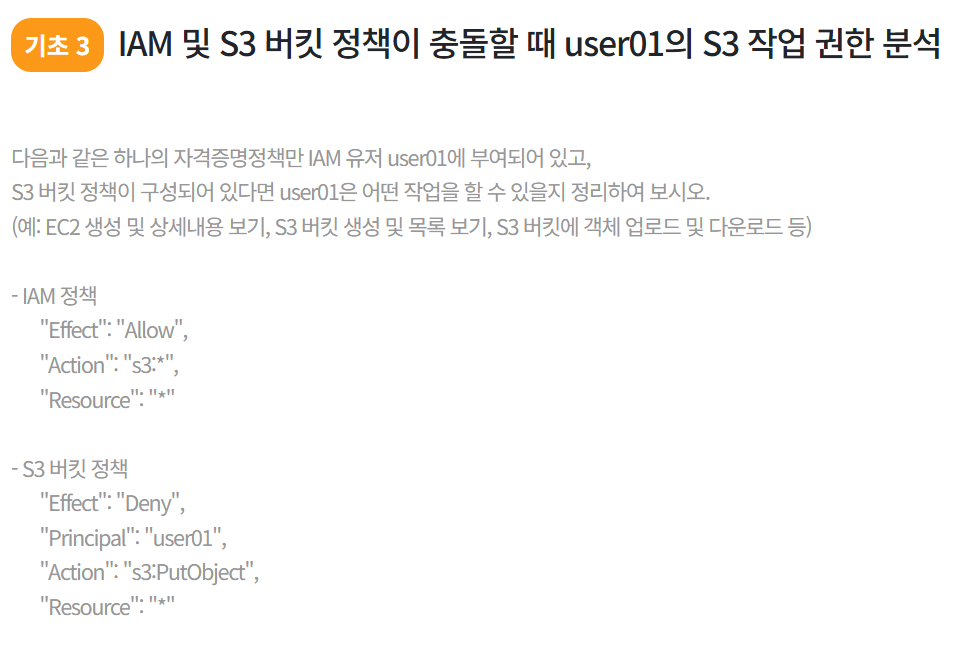 기초 3 IAM 및 S3 버킷 정책이 충돌할 때 user01의 S3 작업 권한 분석
다음과 같은 하나의 자격증명정책만 IAM 유저 user01에 부여되어 있고,
S3 버킷 정책이 구성되어 있다면 user01은 어떤 작업을 할 수 있을지 정리하여 보시오.
(예: EC2 생성 및 상세내용 보기, S3 버킷 생성 및 목록 보기, S3 버킷에 객체 업로드 및 다운로드 등)
- IAM 정책
"Effect": "Allow",
"Action": "s3:*",
"Resource": "*"
- S3 버킷 정책
"Effect": "Deny",
"Principal": "user01",
"Action": "s3:PutObject",
"Resource": "*"